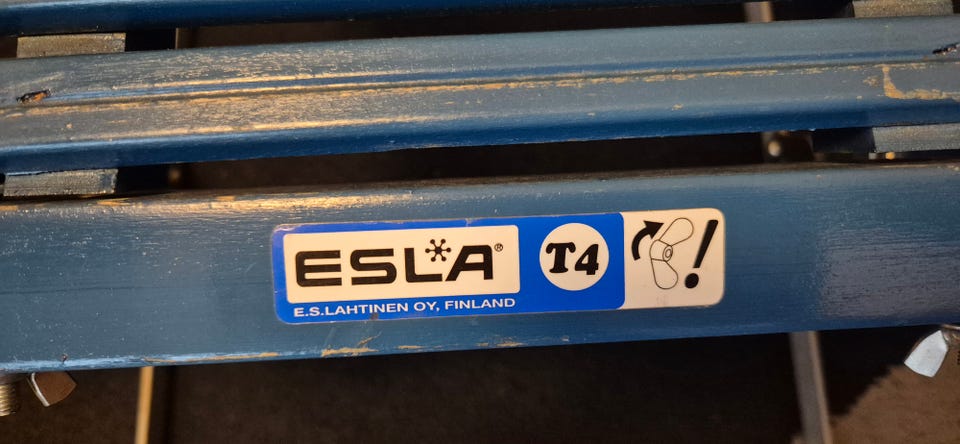 ESLA®
E.S.LAHTINEN OY, FINLAND
T4
!